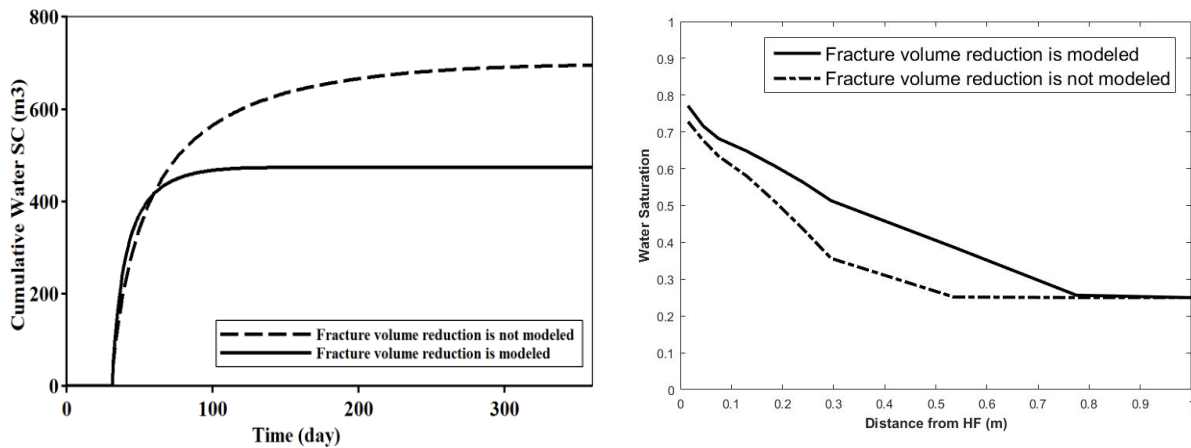 800
600
400
200
0
Cumulative Water SC (m3)
Fracture volume reduction is not modeled
Fracture volume reduction is modeled
0 100 200 300
Time (day)
1
0.9
0.8
0.7
0.6
0.5
0.4
0.3
0.2
0.1
0
Water Saturation
Fracture volume reduction is modeled
Fracture volume reduction is not modeled
0 0.1 0.2 0.3 0.4 0.5 0.6 0.7 0.8 0.9 1
Distance from HF (m)